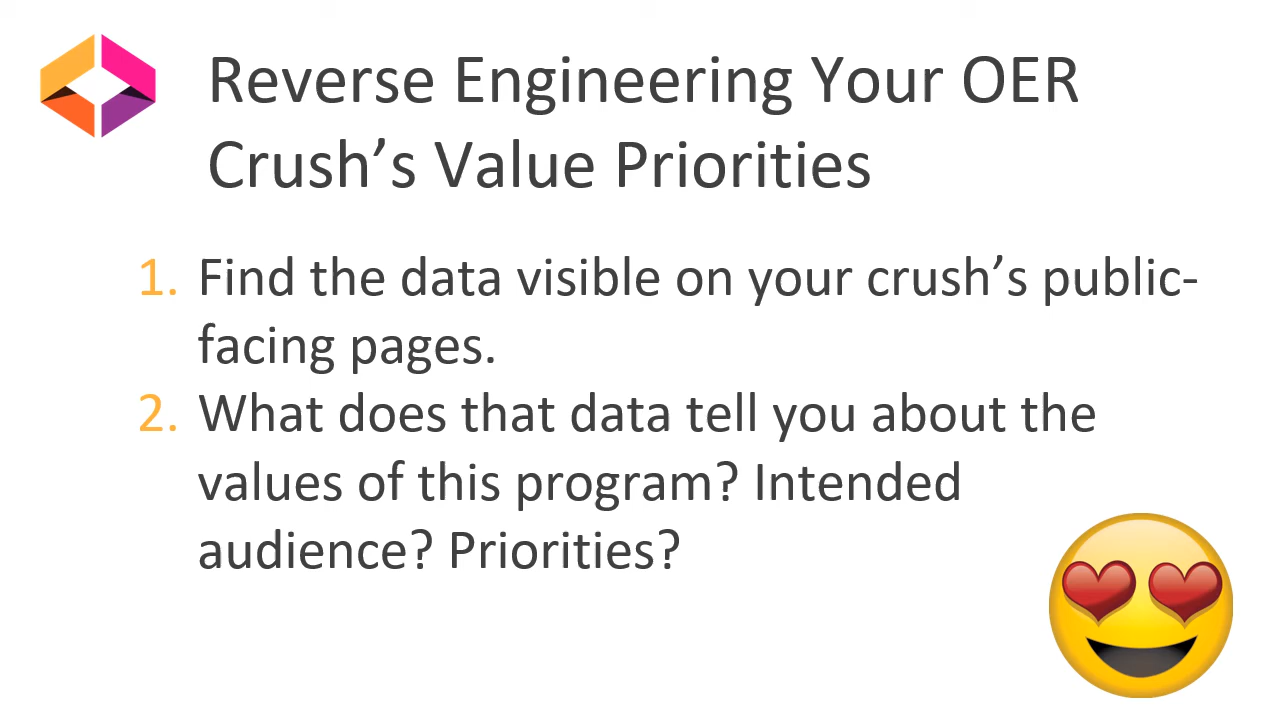 Reverse Engineering Your OER
Crush’s Value Priorities
1. Find the data visible on your crush’s public-
facing pages.
2. What does that data tell you about the
values of this program? Intended
audience? Priorities?